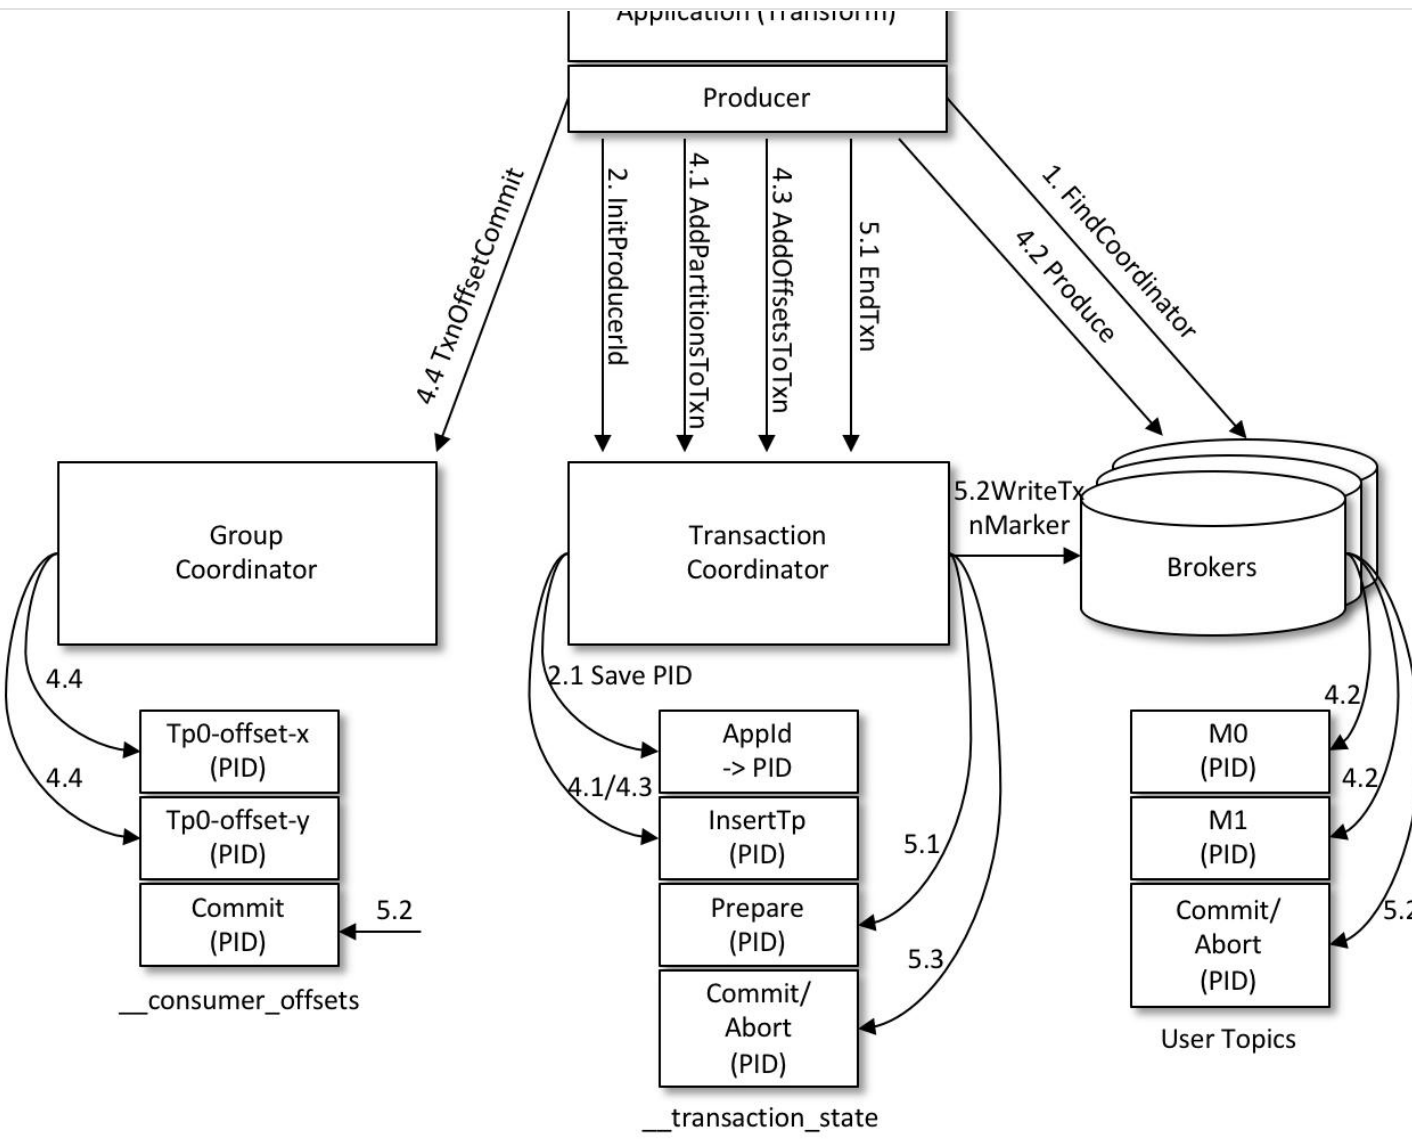 Application (Transform)
Producer
4.4 TxnOffsetCommit
2. InitProducerId
4.1 AddPartitionsToTxn
4.3 AddOffsetsToTxn
5.1 EndTxn
4.2 Produce
1. FindCoordinator
Group
Coordinator
Transaction
Coordinator
5.2WriteTx
nMarker
Brokers
4.4
4.4
Tp0-offset-x
(PID)
Tp0-offset-y
(PID)
Commit
(PID)
5.2
__consumer_offsets
2.1 Save PID
4.1/4.3
AppId
-> PID
InsertTp
(PID)
Prepare
(PID)
Commit/
Abort
(PID)
5.1
5.3
__transaction_state
4.2
4.2
5.2
M0
(PID)
M1
(PID)
Commit/
Abort
(PID)
User Topics